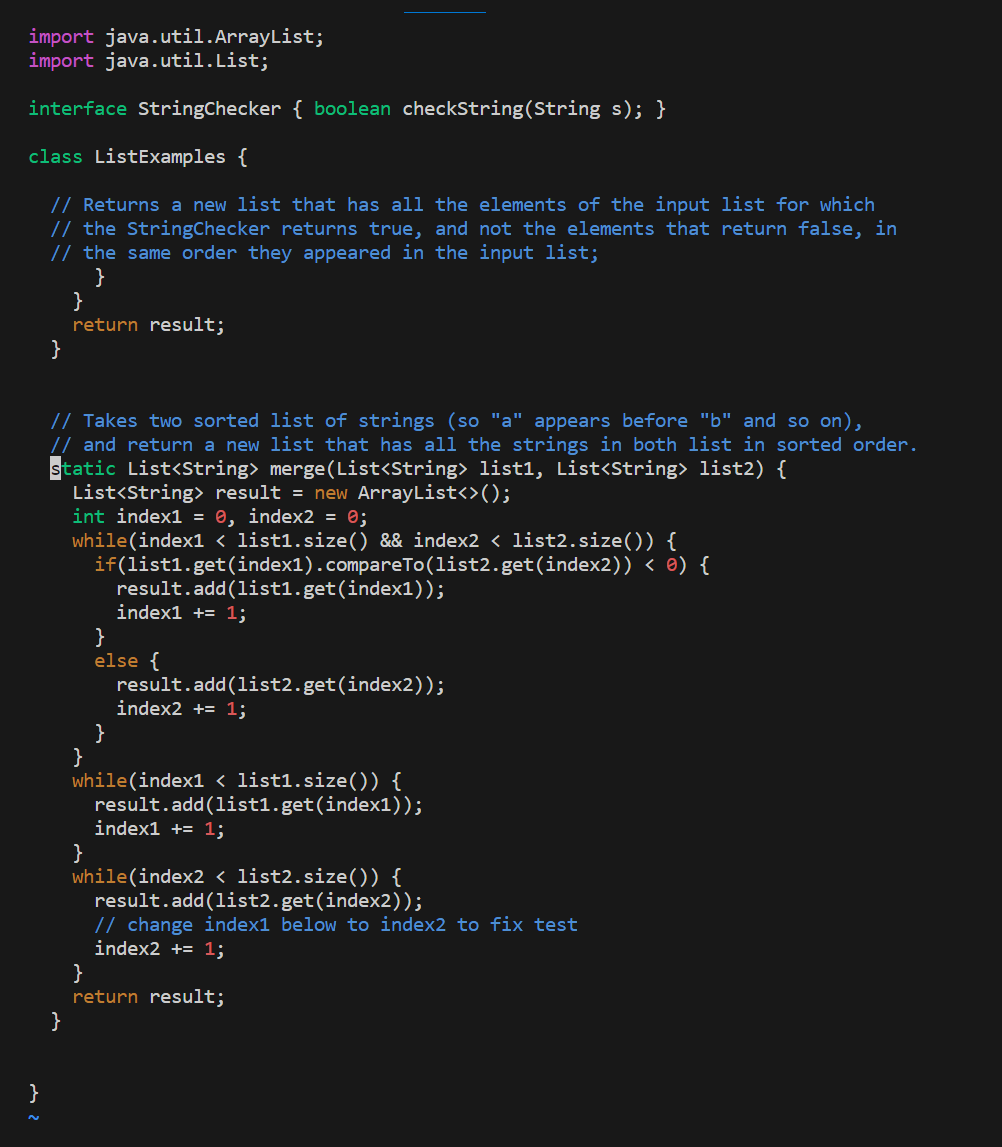 import java.util.ArrayList;
import java.util.List;

interface StringChecker { boolean checkString(String s); }

class ListExamples {

  // Returns a new list that has all the elements of the input list for which
  // the StringChecker returns true, and not the elements that return false, in
  // the same order they appeared in the input list;
      }
    }
    return result;
  }


  // Takes two sorted list of strings (so "a" appears before "b" and so on),
  // and return a new list that has all the strings in both list in sorted order.
  static List<String> merge(List<String> list1, List<String> list2) {
    List<String> result = new ArrayList<>();
    int index1 = 0, index2 = 0;
    while(index1 < list1.size() && index2 < list2.size()) {
      if(list1.get(index1).compareTo(list2.get(index2)) < 0) {
        result.add(list1.get(index1));
        index1 += 1;
      }
      else {
        result.add(list2.get(index2));
        index2 += 1;
      }
    }
    while(index1 < list1.size()) {
      result.add(list1.get(index1));
      index1 += 1;
    }
    while(index2 < list2.size()) {
      result.add(list2.get(index2));
      // change index1 below to index2 to fix test
      index2 += 1;
    }
    return result;
  }


}
~